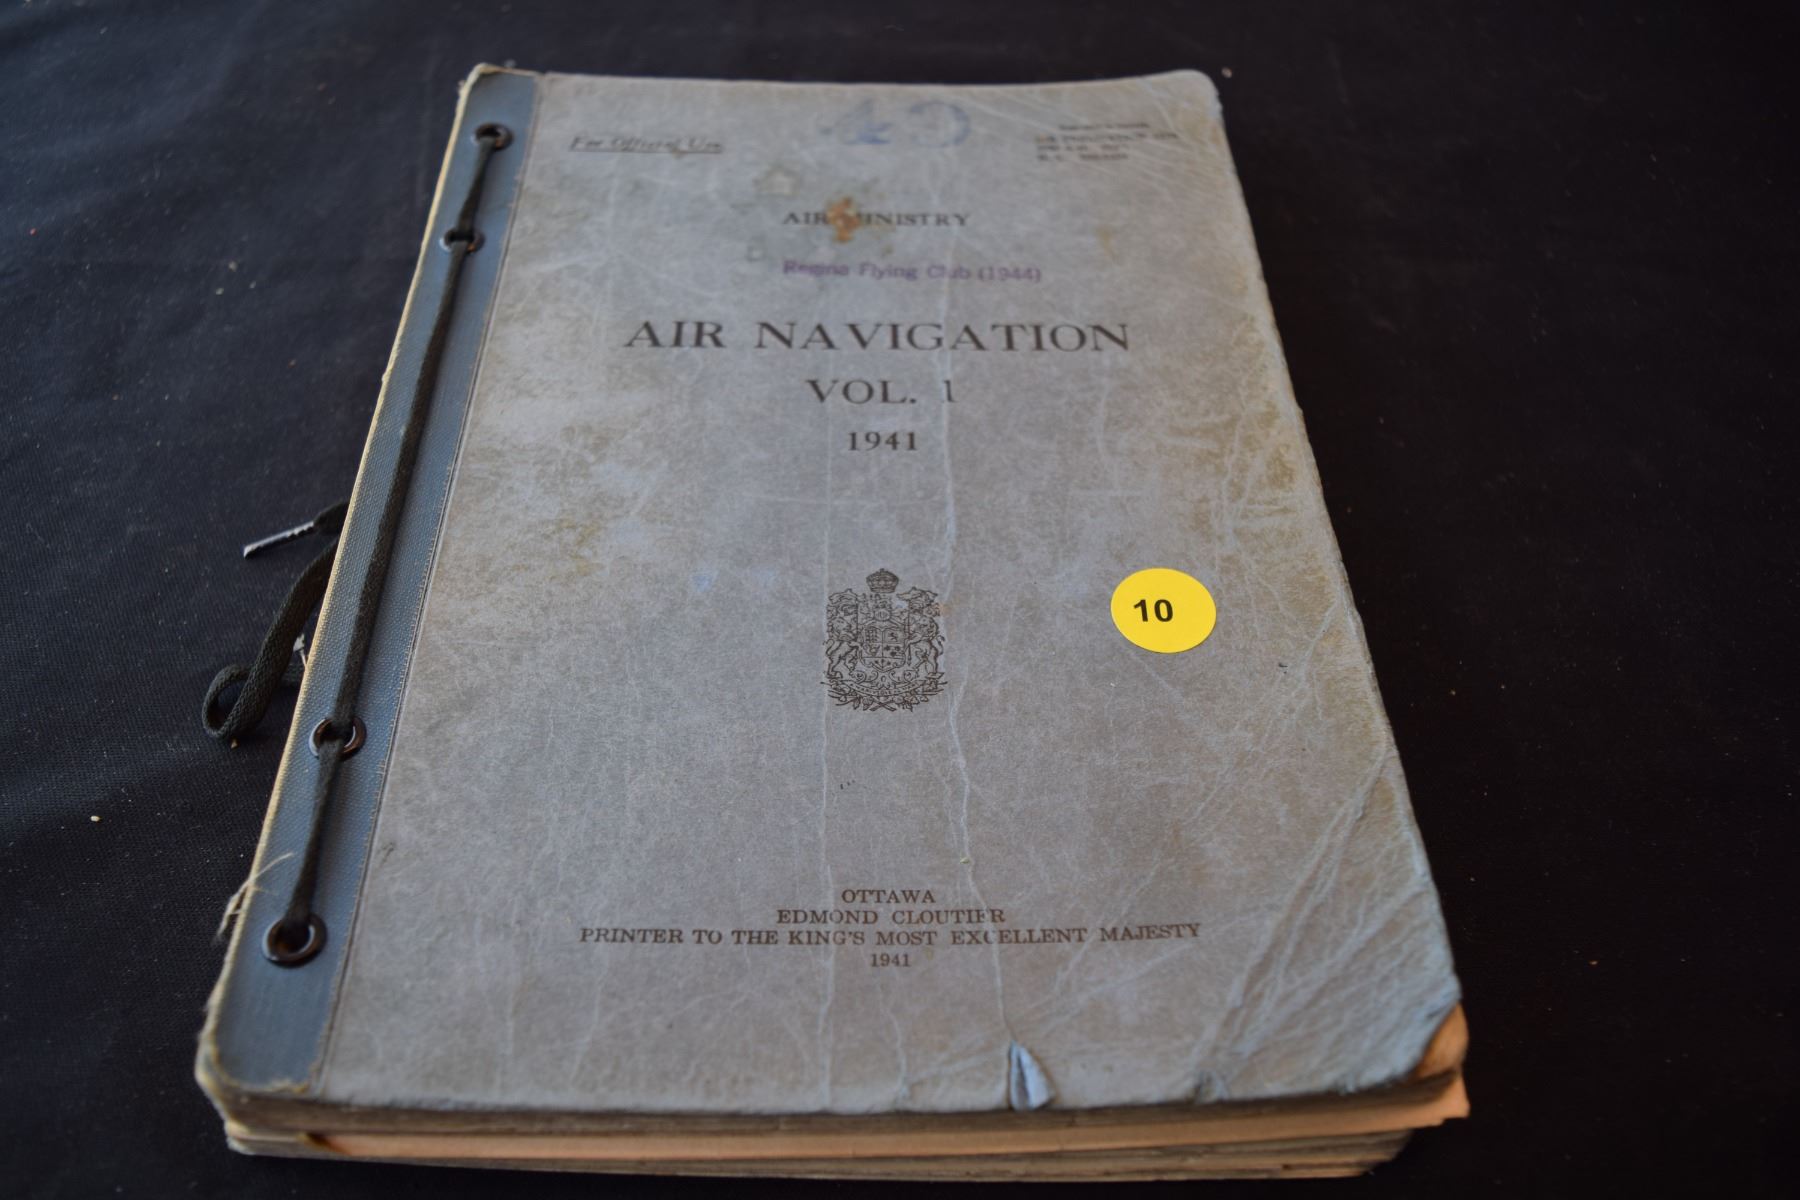 For Official Use
AIR MINISTRY
Regina Flying Club (1944)
AIR NAVIGATION
VOL. 1
1941
10
OTTAWA
EDMOND CLOUTIER
PRINTER TO THE KING'S MOST EXCELLENT MAJESTY
1941